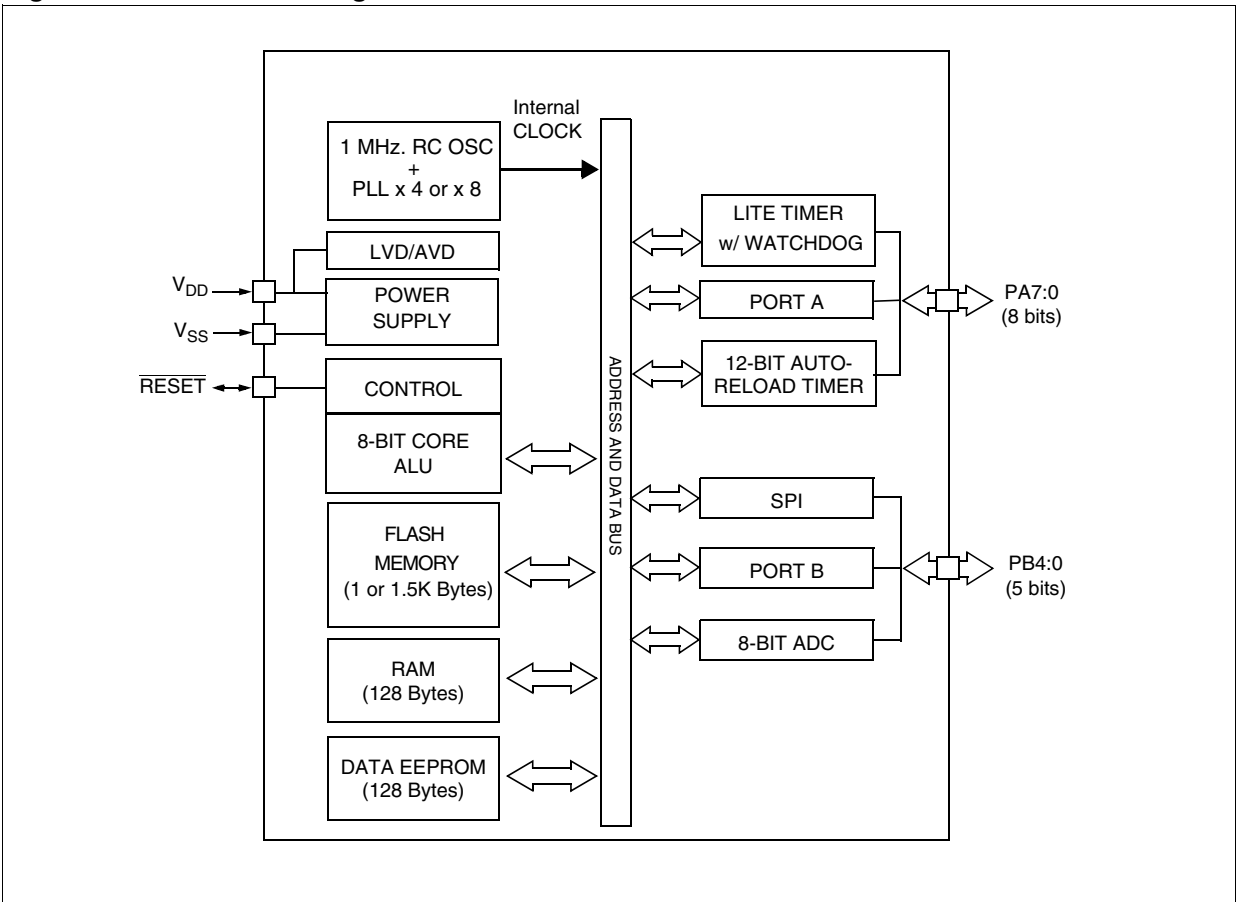 Internal
CLOCK
1 MHz. RC OSC
+
PLL x 4 or x 8
LVD/AVD
POWER
SUPPLY
VDD
VSS
RESET
CONTROL
8-BIT CORE
ALU
FLASH
MEMORY
(1 or 1.5K Bytes)
RAM
(128 Bytes)
DATA EEPROM
(128 Bytes)
ADDRESS AND DATA BUS
LITE TIMER
w/ WATCHDOG
PORT A
12-BIT AUTO-
RELOAD TIMER
PA7:0
(8 bits)
SPI
PORT B
8-BIT ADC
PB4:0
(5 bits)